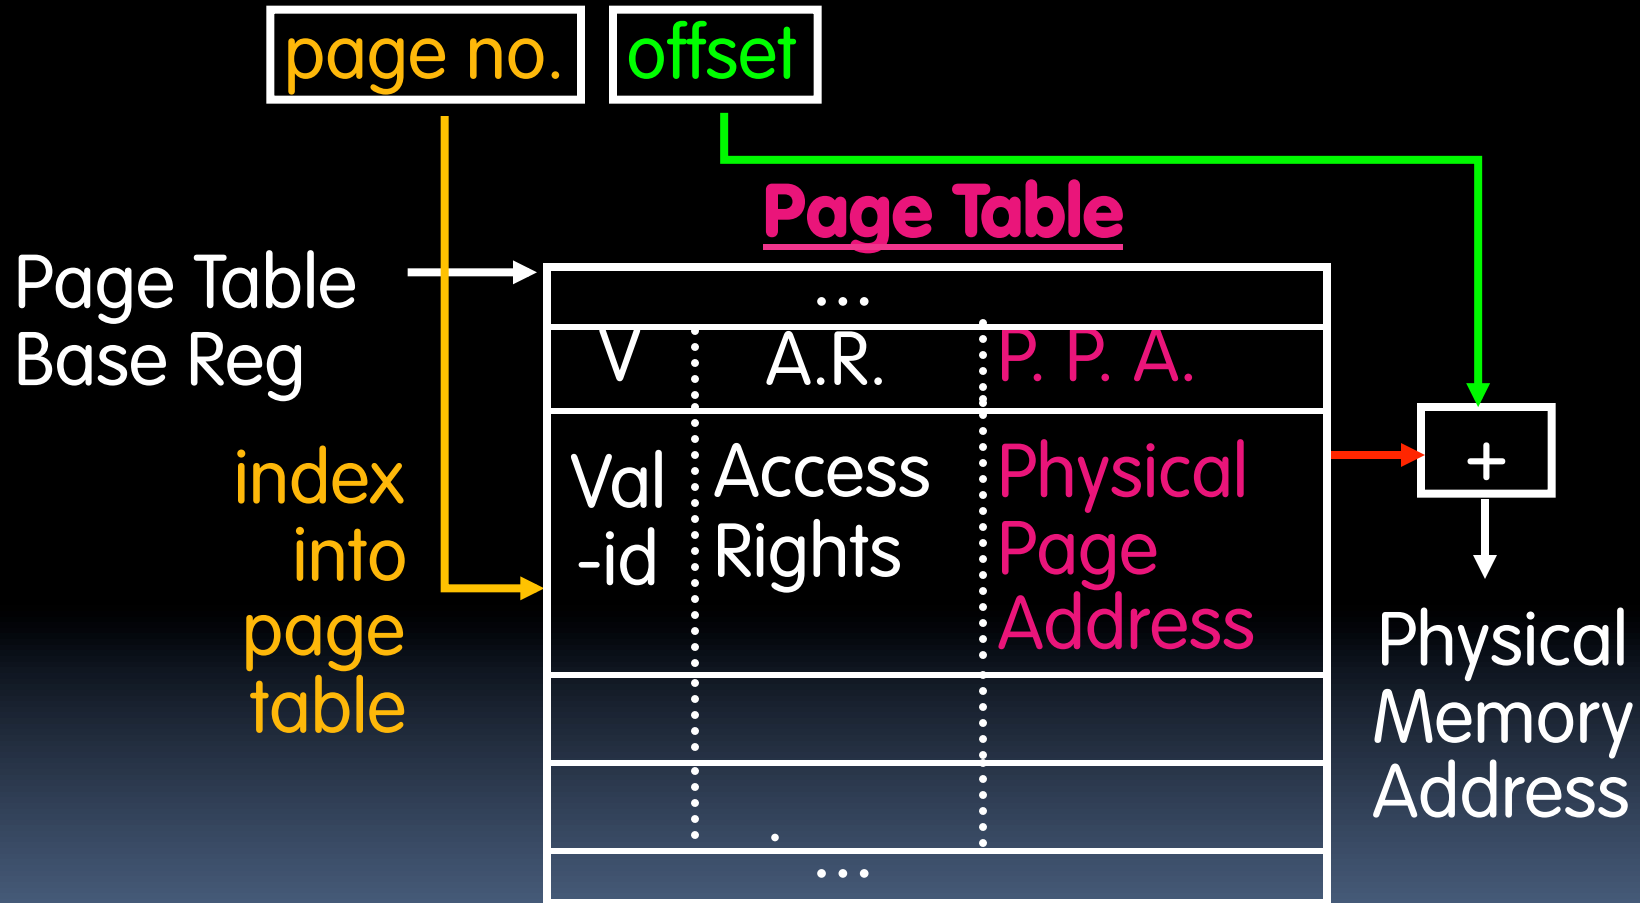 page no.
offset
Page Table
Page Table
Base Reg
...
V
A.R.
P. P. A.
index
into
page
table
Val
-id
Access
Rights
Physical
Page
Address
+
Physical
Memory
Address
.
...